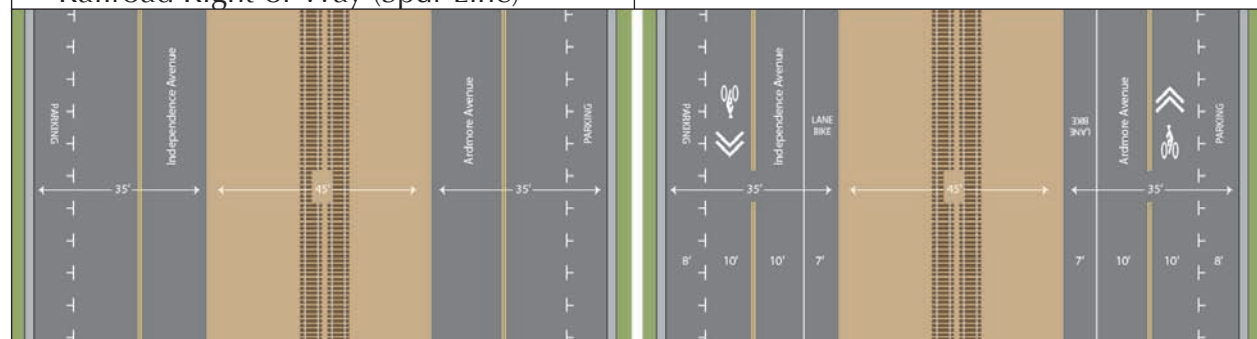 Railroad Right of Way (Spur Line)
PARKING
Independence Avenue
Ardmore Avenue
PARKING
35'
45'
35'
PARKING
Independence Avenue
LANE
BIKE
BIKE
LANE
Ardmore Avenue
PARKING
35'
45'
35'
8'
10'
10'
7'
7'
10'
10'
8'